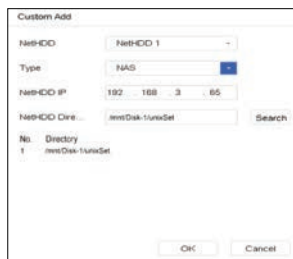 Custom Add
NetHDD NetHDD 1
Type NAS
NetHDD IP 192 . 168 . 3 . 65
NetHDD Dire... /mnt/Disk-1/unixSet Search
No. Directory
1 /mnt/Disk-1/unixSet
OK Cancel